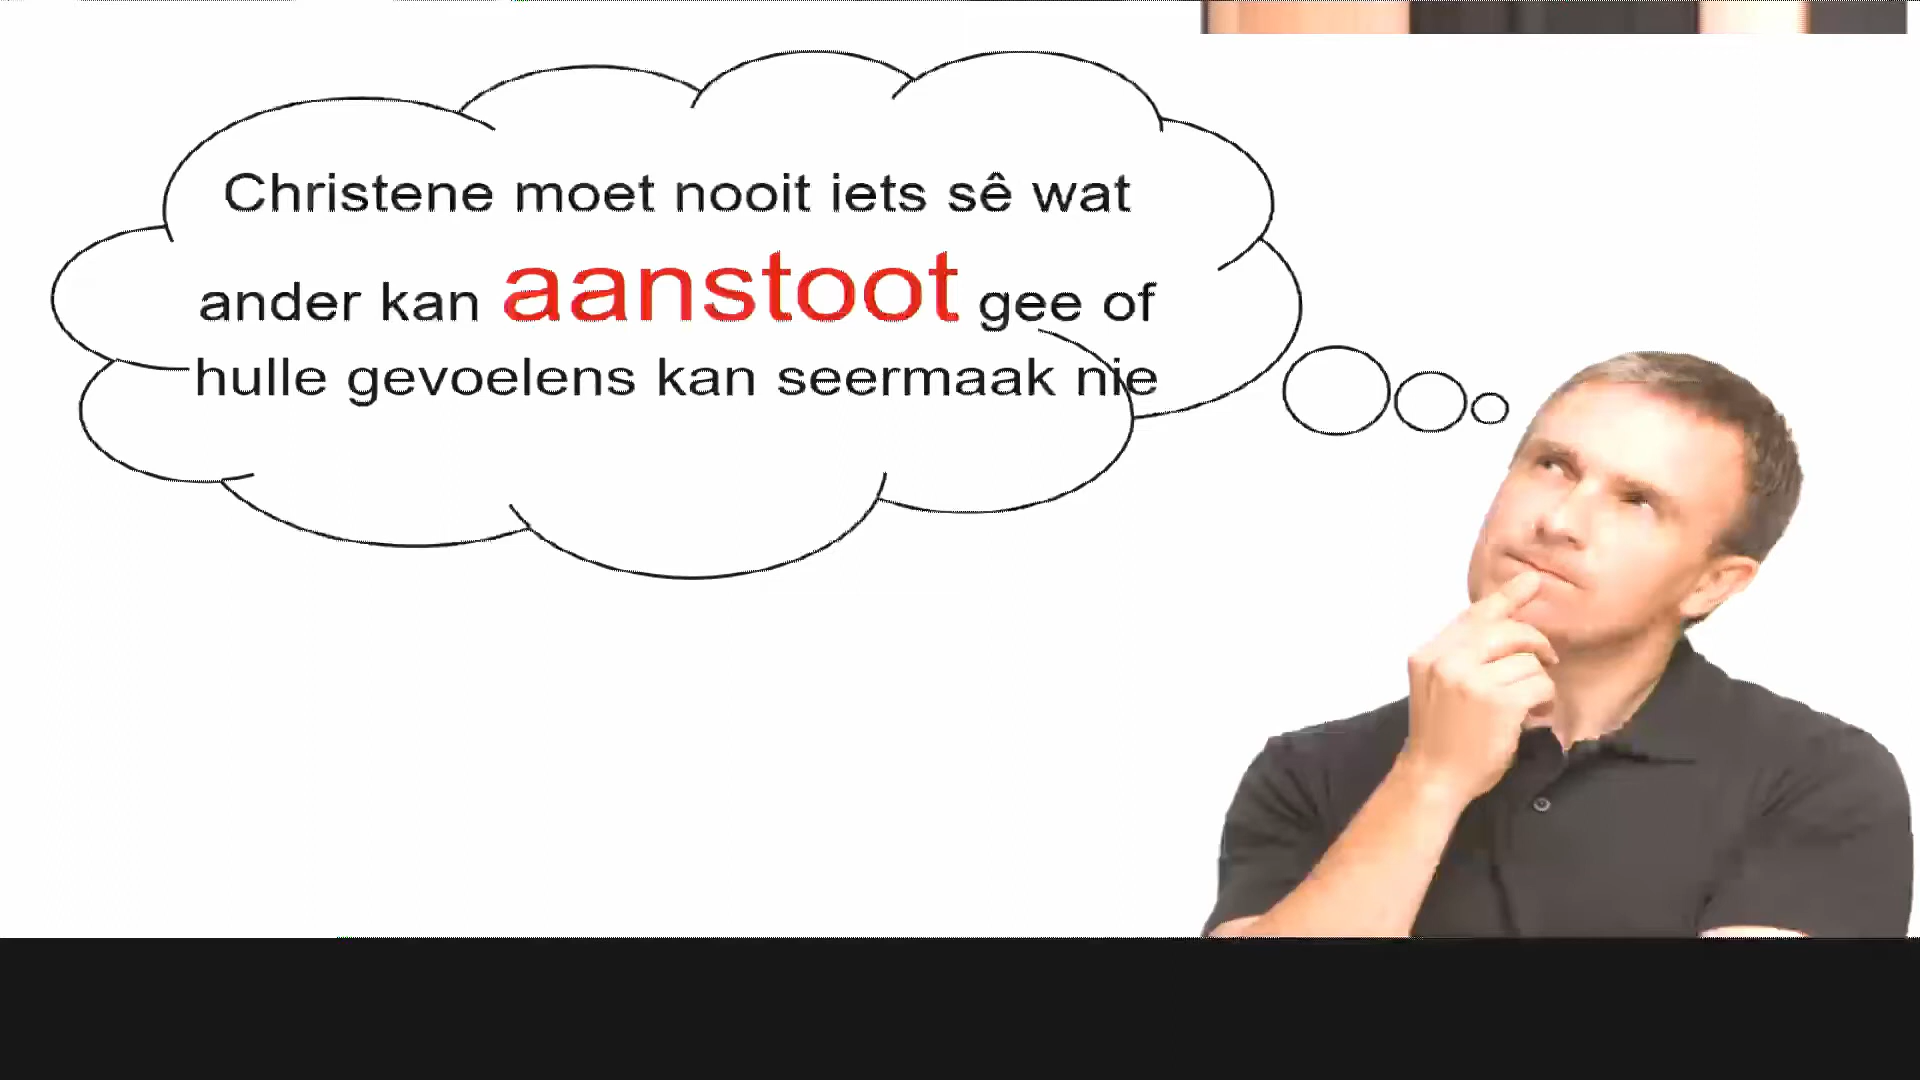 Christene moet nooit iets sê wat
ander kan aanstoot gee of
hulle gevoelens kan seermaak nie